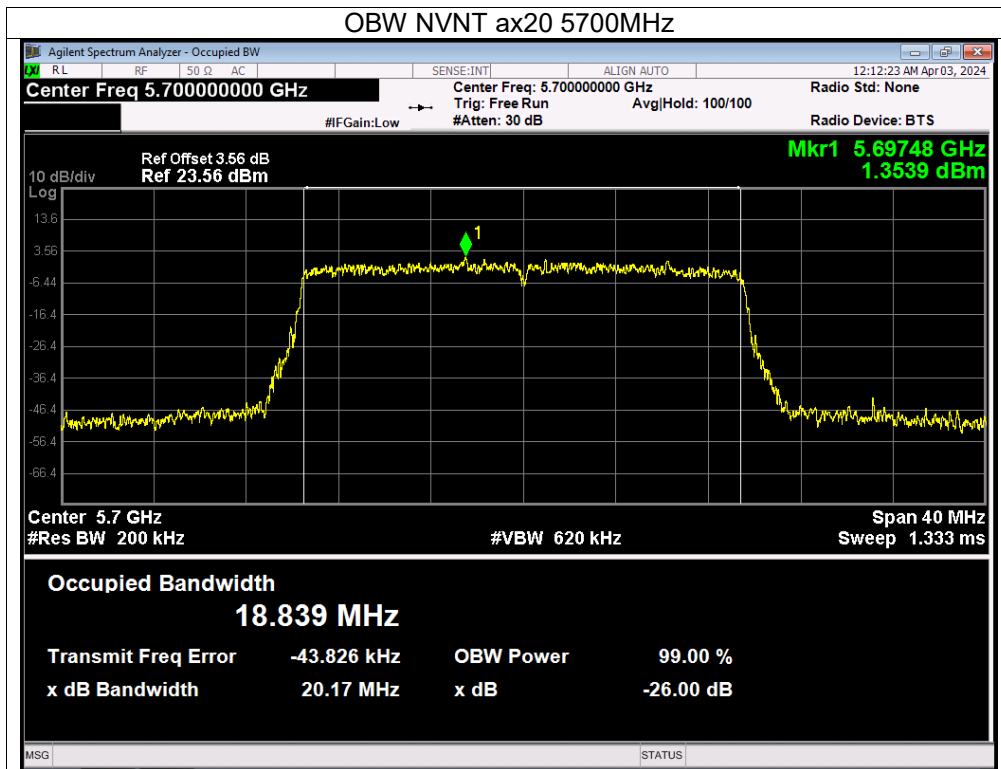 OBW NVNT ax20 5700MHz
Agilent Spectrum Analyzer - Occupied BW
LXI RL RF 50 Ω AC SENSE:INT ALIGN AUTO 12:12:23 AM Apr 03, 2024
Center Freq 5.700000000 GHz Center Freq: 5.700000000 GHz Radio Std: None
Trig: Free Run Avg|Hold: 100/100
#IFGain:Low #Atten: 30 dB Radio Device: BTS
Mkr1 5.69748 GHz
1.3539 dBm
Ref Offset 3.56 dB
10 dB/div Ref 23.56 dBm
Log
13.6
1
3.56
-6.44
-16.4
-26.4
-36.4
-46.4
-56.4
-66.4
Center 5.7 GHz Span 40 MHz
#Res BW 200 kHz #VBW 620 kHz Sweep 1.333 ms
Occupied Bandwidth
18.839 MHz
Transmit Freq Error -43.826 kHz OBW Power 99.00 %
x dB Bandwidth 20.17 MHz x dB -26.00 dB
MSG STATUS